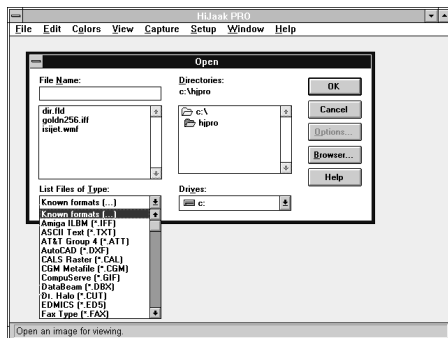 HiJaak PRO
File Edit Colors View Capture Setup Window Help
Open
File Name:
dir.fld
goldn256.iff
isijet.wmf
Directories:
c:\hjpro
c:\
hjpro
OK
Cancel
Options...
Browser...
Help
List Files of Type:
Known formats (...)
Drives:
c:
Known formats (...)
Amiga ILBM (*.IFF)
ASCII Text (*.TXT)
AT&T Group 4 (*.ATT)
AutoCAD (*.DXF)
CALS Raster (*.CAL)
CGM Metafile (*.CGM)
CompuServe (*.GIF)
DataBeam (*.DBX)
Dr. Halo (*.CUT)
EDMICS (*.ED5)
Fax Type (*.FAX)
Open an image for viewing.